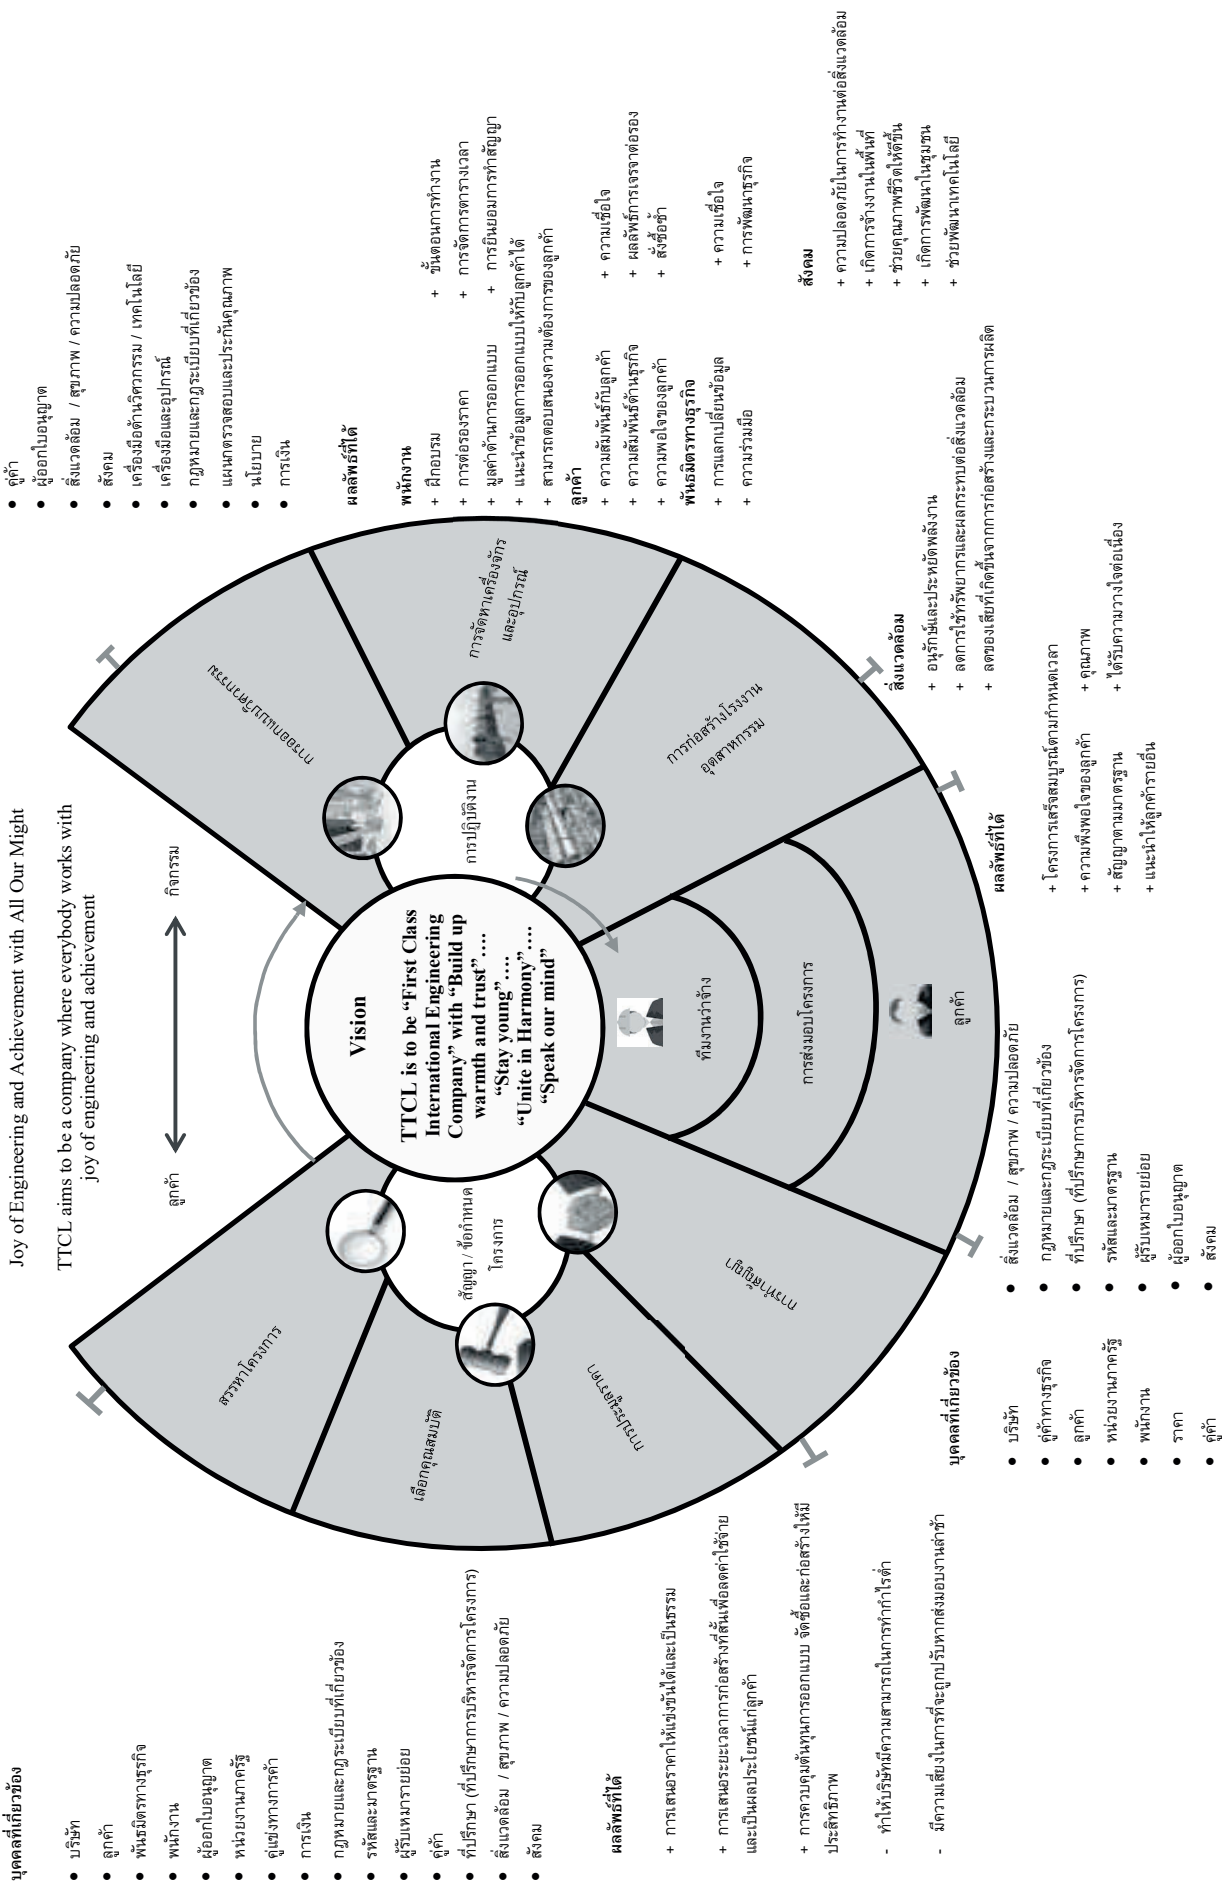 Joy of Engineering and Achievement with All Our Might
TTCL aims to be a company where everybody works with
joy of engineering and achievement
ลูกค้า
กิจกรรม
Vision
TTCL is to be “First Class
International Engineering
Company” with “Build up
warmth and trust”….
“Stay young”….
“Unite in Harmony”….
“Speak our mind”
สัญญา / ข้อกำหนด
โครงการ
การปฏิบัติงาน
สรรหาโครงการ
เลือกคุณสมบัติ
การประมูลราคา
การทำสัญญา
การออกแบบวิศวกรรม
การจัดหาเครื่องจักร
และอุปกรณ์
การก่อสร้างโรงงาน
อุตสาหกรรม
ทีมงานว่าจ้าง
การส่งมอบโครงการ
ลูกค้า
บุคคลที่เกี่ยวข้อง
● บริษัท
● ลูกค้า
● พันธมิตรทางธุรกิจ
● พนักงาน
● ผู้ออกใบอนุญาต
● หน่วยงานภาครัฐ
● คู่แข่งทางการค้า
● การเงิน
● กฎหมายและกฎระเบียบที่เกี่ยวข้อง
● รหัสและมาตรฐาน
● ผู้รับเหมารายย่อย
● คู่ค้า
● ที่ปรึกษา (ที่ปรึกษาการบริหารจัดการโครงการ)
● สิ่งแวดล้อม / สุขภาพ / ความปลอดภัย
● สังคม
ผลลัพธ์ที่ได้
+ การเสนอราคาให้แข่งขันได้และเป็นธรรม
+ การเสนอระยะเวลาการก่อสร้างที่สั้นเพื่อลดค่าใช้จ่าย
และเป็นผลประโยชน์แก่ลูกค้า
+ การควบคุมต้นทุนการออกแบบ จัดซื้อและก่อสร้างให้มี
ประสิทธิภาพ
- ทำให้บริษัทมีความสามารถในการทำกำไรต่ำ
- มีความเสี่ยงในการที่จะถูกปรับหากส่งมอบงานล่าช้า
บุคคลที่เกี่ยวข้อง
● บริษัท
● คู่ค้าทางธุรกิจ
● ลูกค้า
● หน่วยงานภาครัฐ
● พนักงาน
● ราคา
● คู่ค้า
● สิ่งแวดล้อม / สุขภาพ / ความปลอดภัย
● กฎหมายและกฎระเบียบที่เกี่ยวข้อง
● ที่ปรึกษา (ที่ปรึกษาการบริหารจัดการโครงการ)
● รหัสและมาตรฐาน
● ผู้รับเหมารายย่อย
● ผู้ออกใบอนุญาต
● สังคม
ผลลัพธ์ที่ได้
+ โครงการเสร็จสมบูรณ์ตามกำหนดเวลา
+ ความพึงพอใจของลูกค้า + คุณภาพ
+ สัญญาตามมาตรฐาน + ได้รับความวางใจต่อเนื่อง
+ แนะนำให้ลูกค้ารายอื่น
● คู่ค้า
● ผู้ออกใบอนุญาต
● สิ่งแวดล้อม / สุขภาพ / ความปลอดภัย
● สังคม
● เครื่องมือด้านวิศวกรรม / เทคโนโลยี
● เครื่องมือและอุปกรณ์
● กฎหมายและกฎระเบียบที่เกี่ยวข้อง
● แผนกตรวจสอบและประกันคุณภาพ
● นโยบาย
● การเงิน
ผลลัพธ์ที่ได้
พนักงาน
+ ฝึกอบรม + ขั้นตอนการทำงาน
+ การต่อรองราคา + การจัดการตารางเวลา
+ มูลค่าด้านการออกแบบ + การยินยอมการทำสัญญา
+ แนะนำข้อมูลการออกแบบให้กับลูกค้าได้
+ สามารถตอบสนองความต้องการของลูกค้า
ลูกค้า
+ ความสัมพันธ์กับลูกค้า + ความเชื่อใจ
+ ความสัมพันธ์ด้านธุรกิจ + ผลลัพธ์การเจรจาต่อรอง
+ ความพอใจของลูกค้า + สั่งซื้อซ้ำ
พันธมิตรทางธุรกิจ
+ การแลกเปลี่ยนข้อมูล + ความเชื่อใจ
+ ความร่วมมือ + การพัฒนาธุรกิจ
สังคม
+ ความปลอดภัยในการทำงานต่อสิ่งแวดล้อม
+ เกิดการจ้างงานในพื้นที่
+ ช่วยคุณภาพชีวิตให้ดีขึ้น
+ เกิดการพัฒนาในชุมชน
+ ช่วยพัฒนาเทคโนโลยี
สิ่งแวดล้อม
+ อนุรักษ์และประหยัดพลังงาน
+ ลดการใช้ทรัพยากรและผลกระทบต่อสิ่งแวดล้อม
+ ลดของเสียที่เกิดขึ้นจากการก่อสร้างและกระบวนการผลิต